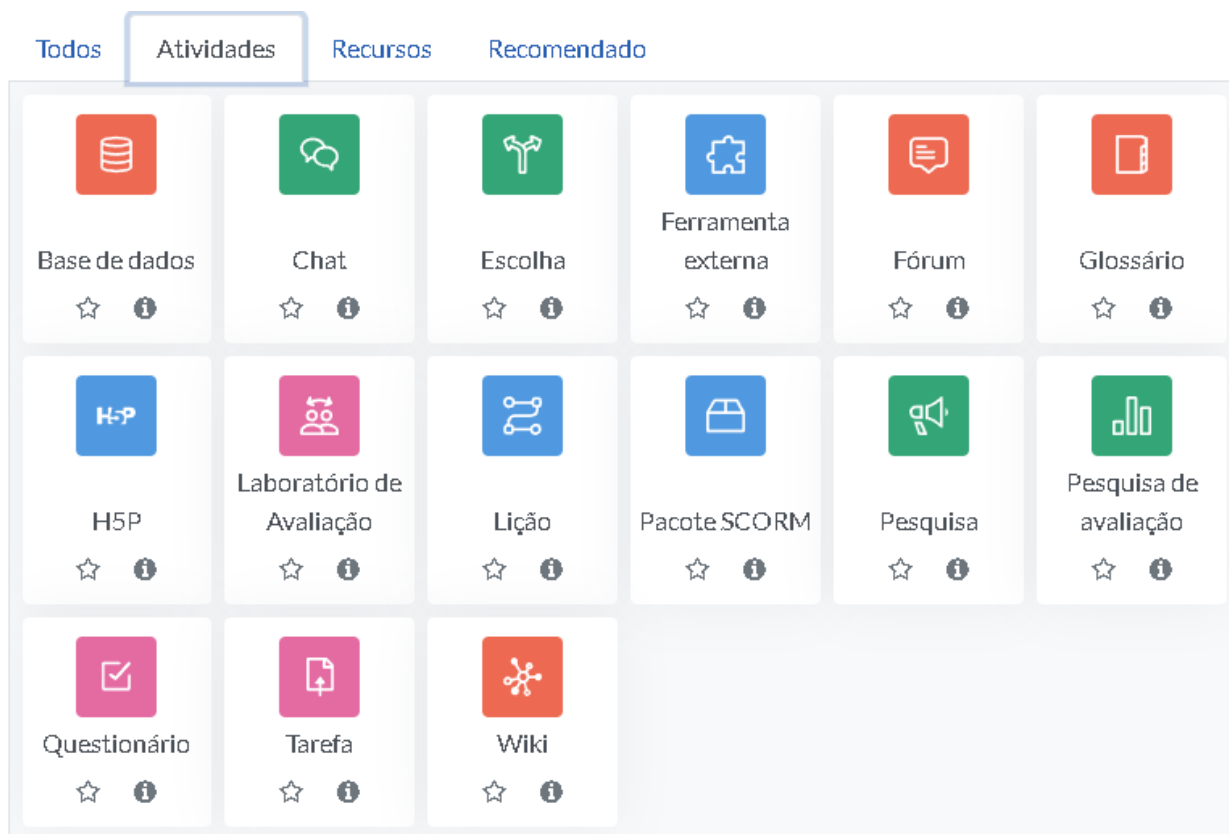 Todos Atividades Recursos Recomendado
Base de dados
Chat
Escolha
Ferramenta
externa
Fórum
Glossário
H5P
H5P
Laboratório de
Avaliação
Lição
Pacote SCORM
Pesquisa
Pesquisa de
avaliação
Questionário
Tarefa
Wiki